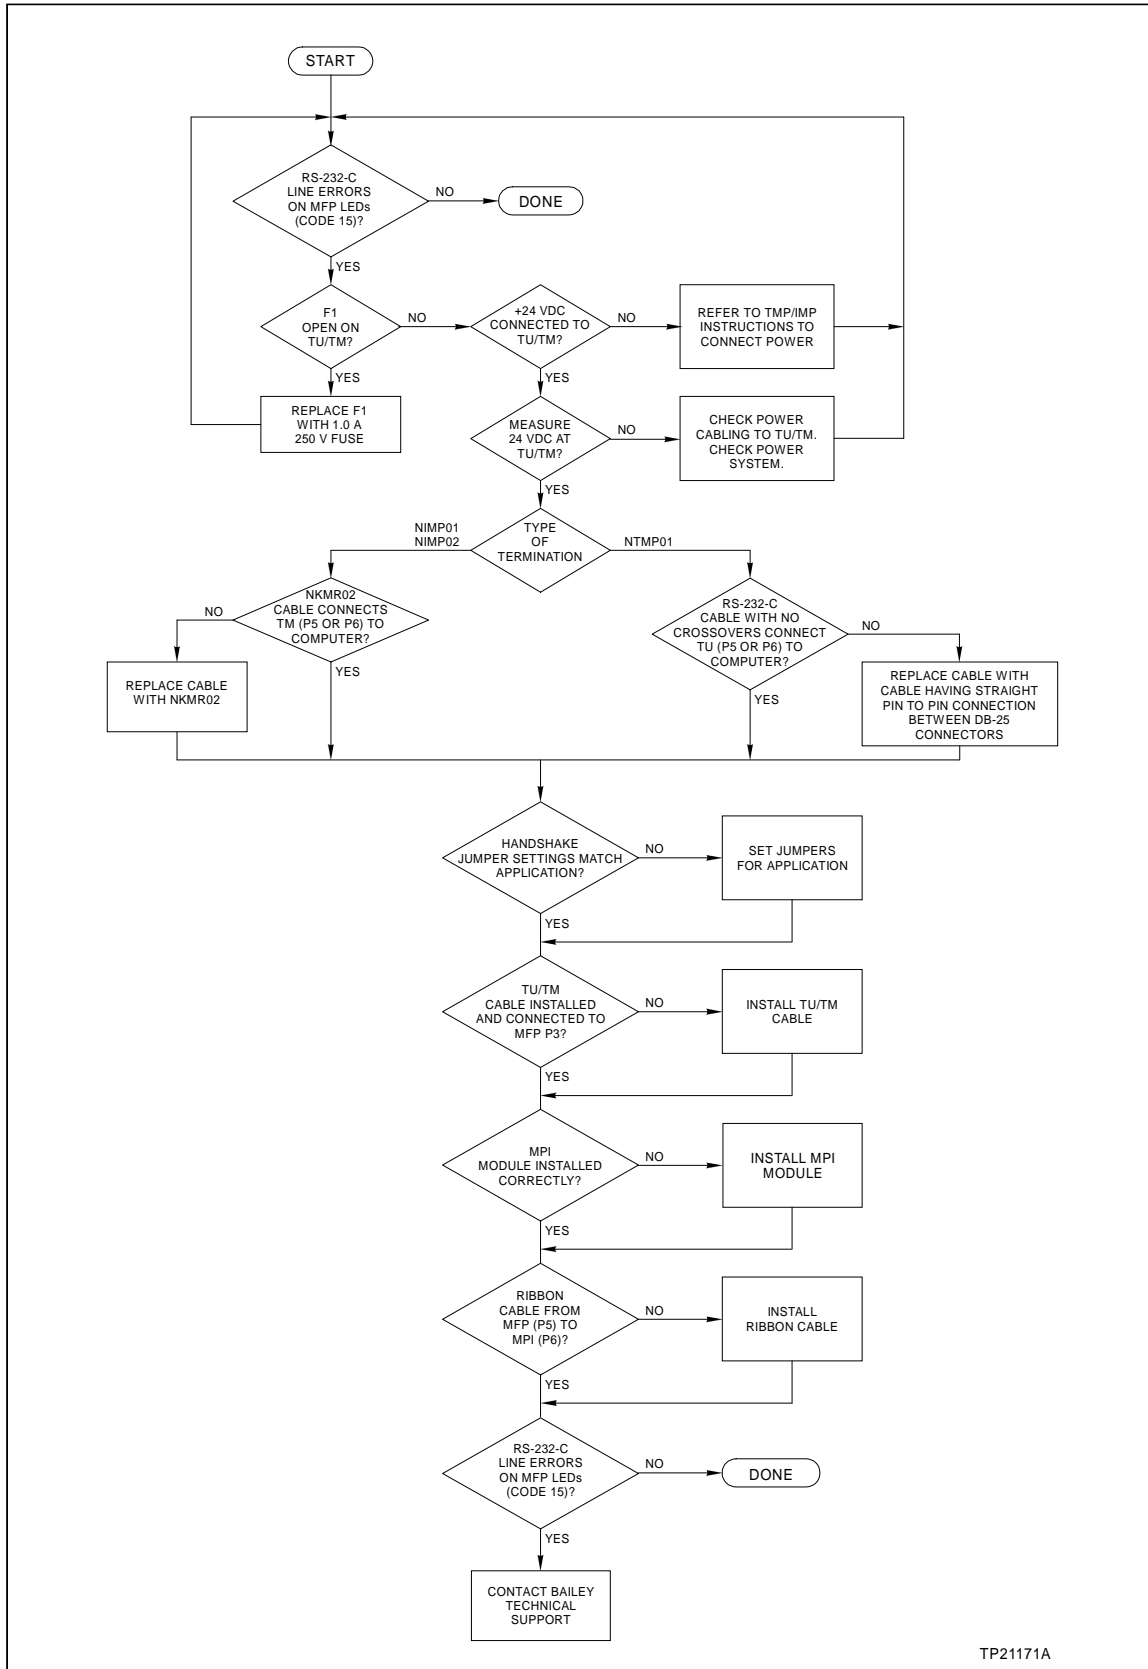 START
RS-232-C
LINE ERRORS
ON MFP LEDs
(CODE 15)?
NO
DONE
YES
F1
OPEN ON
TU/TM?
NO
+24 VDC
CONNECTED TO
TU/TM?
NO
REFER TO TMP/IMP
INSTRUCTIONS TO
CONNECT POWER
YES
YES
REPLACE F1
WITH 1.0 A
250 V FUSE
MEASURE
24 VDC AT
TU/TM?
NO
CHECK POWER
CABLING TO TU/TM.
CHECK POWER
SYSTEM.
YES
NIMP01
NIMP02
TYPE
OF
TERMINATION
NTMP01
NO
NKMR02
CABLE CONNECTS
TM (P5 OR P6) TO
COMPUTER?
YES
REPLACE CABLE
WITH NKMR02
RS-232-C
CABLE WITH NO
CROSSOVERS CONNECT
TU (P5 OR P6) TO
COMPUTER?
NO
YES
REPLACE CABLE WITH
CABLE HAVING STRAIGHT
PIN TO PIN CONNECTION
BETWEEN DB-25
CONNECTORS
HANDSHAKE
JUMPER SETTINGS MATCH
APPLICATION?
NO
SET JUMPERS
FOR APPLICATION
YES
TU/TM
CABLE INSTALLED
AND CONNECTED TO
MFP P3?
NO
INSTALL TU/TM
CABLE
YES
MPI
MODULE INSTALLED
CORRECTLY?
NO
INSTALL MPI
MODULE
YES
RIBBON
CABLE FROM
MFP (P5) TO
MPI (P6)?
NO
INSTALL
RIBBON CABLE
YES
RS-232-C
LINE ERRORS
ON MFP LEDs
(CODE 15)?
NO
DONE
YES
CONTACT BAILEY
TECHNICAL
SUPPORT
TP21171A